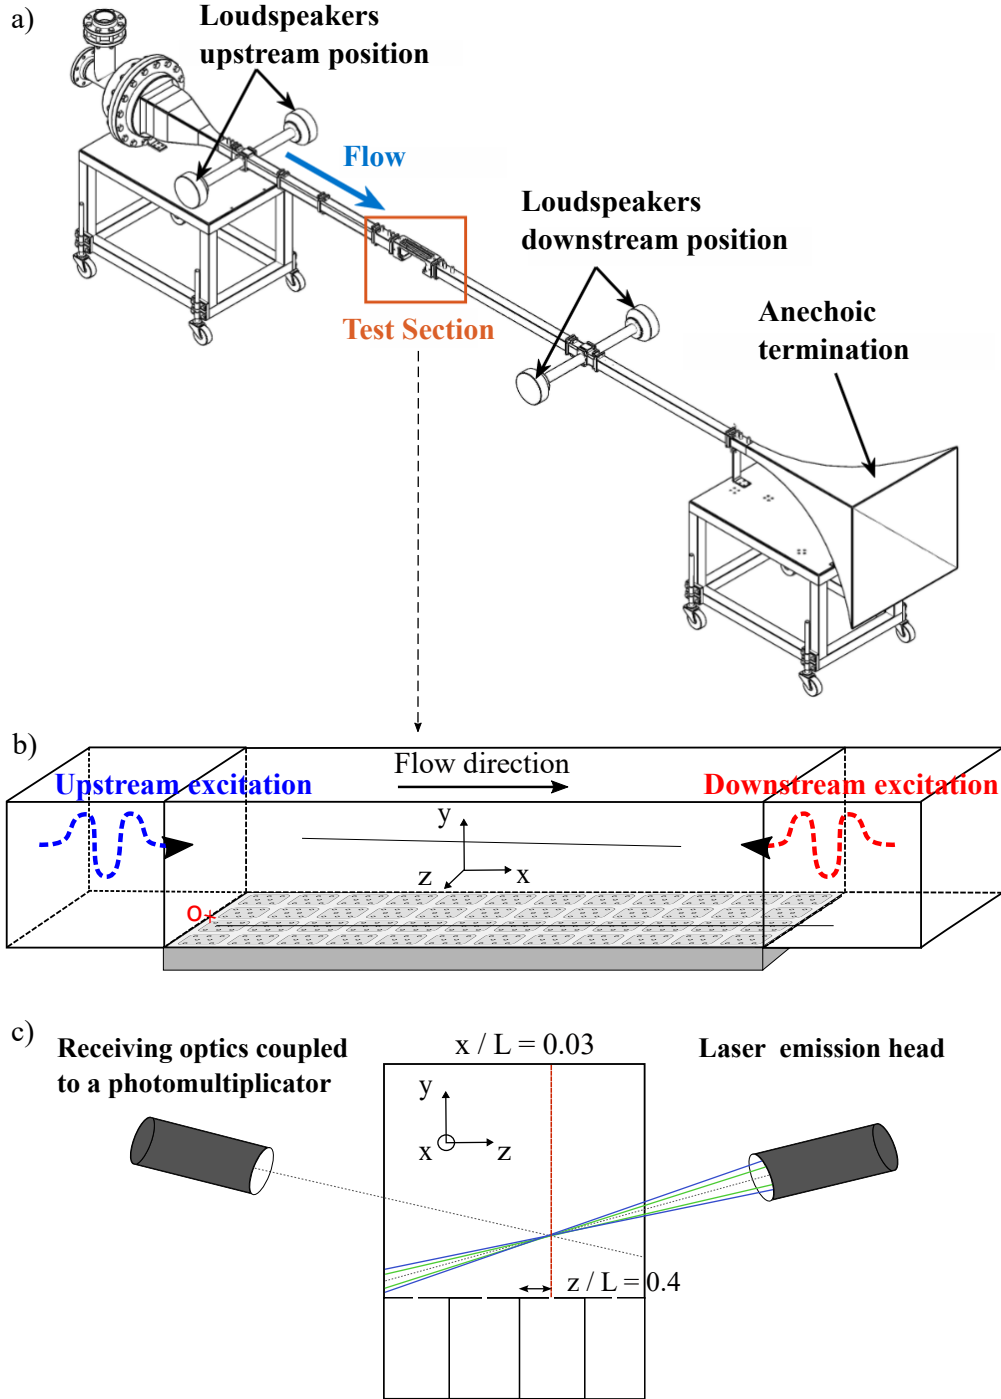 a)
Loudspeakers
upstream position
Flow
Loudspeakers
downstream position
Test Section
Anechoic
termination
b)
Flow direction
Upstream excitation
Downstream excitation
y
z
x
O
c)
x / L = 0.03
Receiving optics coupled
to a photomultiplicator
Laser emission head
y
x
z
z / L = 0.4